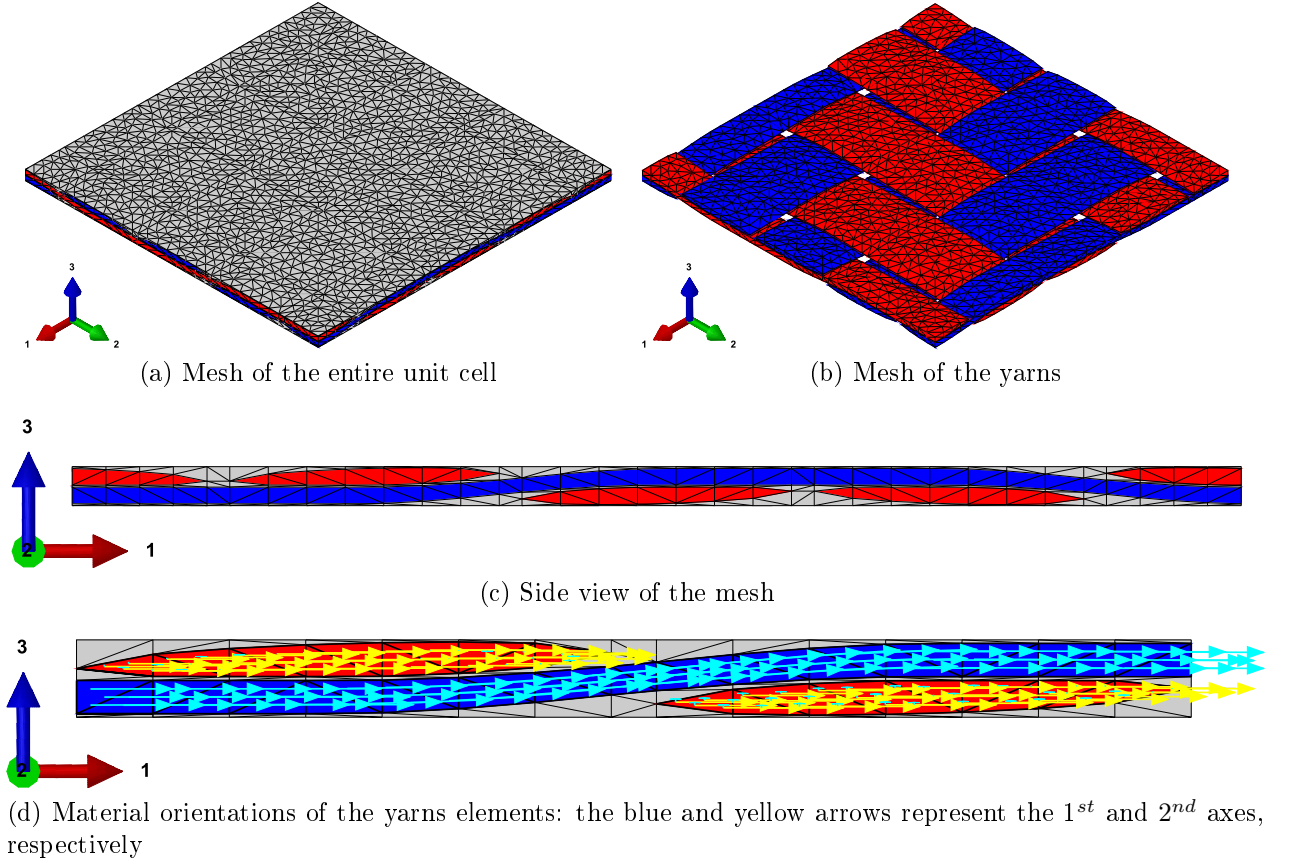 3
1
2
3
1
2
(a) Mesh of the entire unit cell
(b) Mesh of the yarns
3
2
1
(c) Side view of the mesh
3
2
1
(d) Material orientations of the yarns elements: the blue and yellow arrows represent the 1st and 2nd axes,
respectively